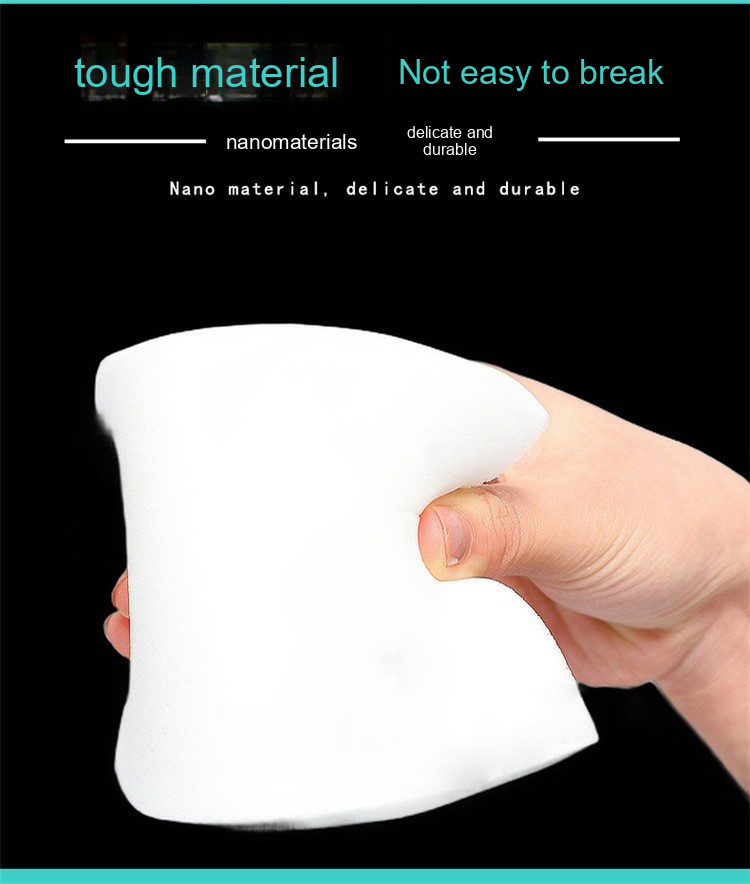 tough material
Not easy to break
nanomaterials
delicate and
durable
Nano material, delicate and durable